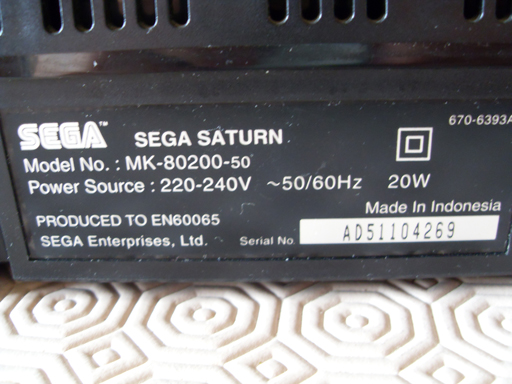 SEGA™ SEGA SATURN 670-6393A
Model No. : MK-80200-50
Power Source : 220-240V ~50/60Hz 20W
Made In Indonesia
PRODUCED TO EN60065
SEGA Enterprises, Ltd. Serial No. AD51104269